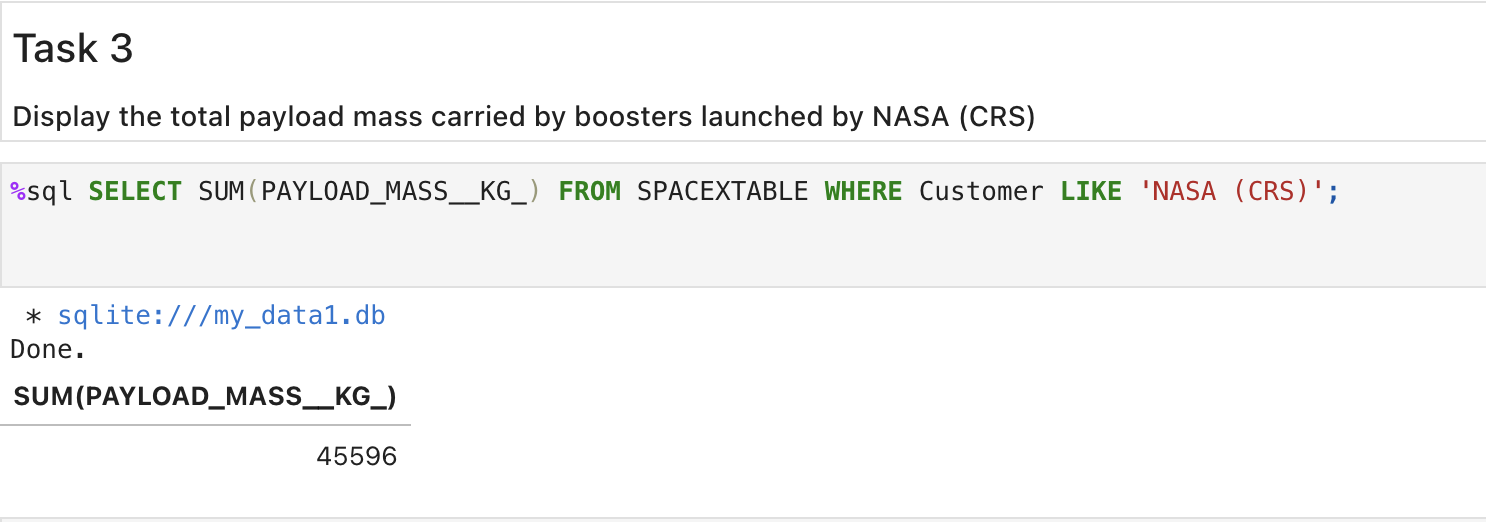 Task 3
Display the total payload mass carried by boosters launched by NASA (CRS)
%sql SELECT SUM(PAYLOAD_MASS__KG_) FROM SPACEXTABLE WHERE Customer LIKE 'NASA (CRS)';
* sqlite:///my_data1.db
Done.
SUM(PAYLOAD_MASS__KG_)
45596